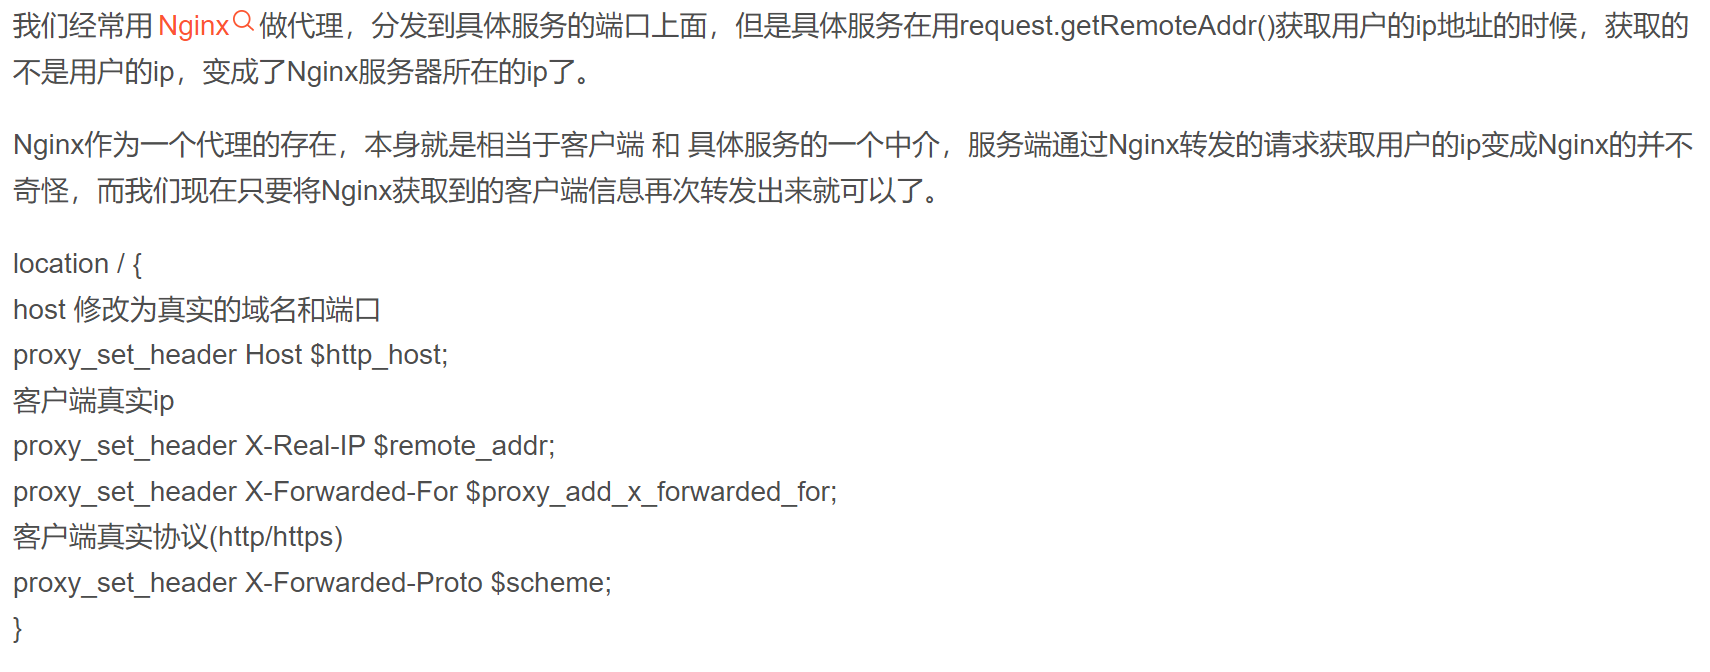 我们经常用 Nginx 做代理，分发到具体服务的端口上面，但是具体服务在用request.getRemoteAddr()获取用户的ip地址的时候，获取的
不是用户的ip，变成了Nginx服务器所在的ip了。
Nginx作为一个代理的存在，本身就是相当于客户端 和 具体服务的一个中介，服务端通过Nginx转发的请求获取用户的ip变成Nginx的并不
奇怪，而我们现在只要将Nginx获取到的客户端信息再次转发出来就可以了。
location / {
host 修改为真实的域名和端口
proxy_set_header Host $http_host;
客户端真实ip
proxy_set_header X-Real-IP $remote_addr;
proxy_set_header X-Forwarded-For $proxy_add_x_forwarded_for;
客户端真实协议(http/https)
proxy_set_header X-Forwarded-Proto $scheme;
}